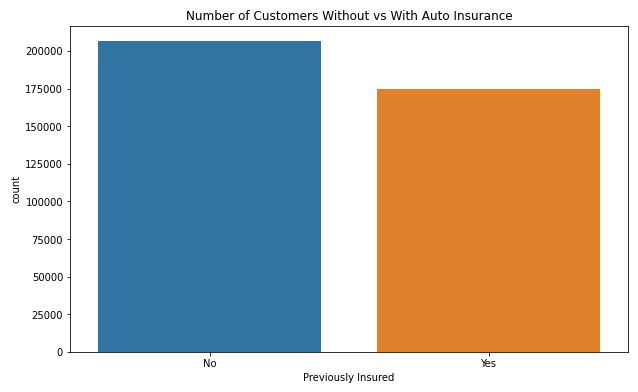 Number of Customers Without vs With Auto Insurance
200000
175000
150000
125000
100000
75000
50000
25000
0
count
No
Yes
Previously Insured